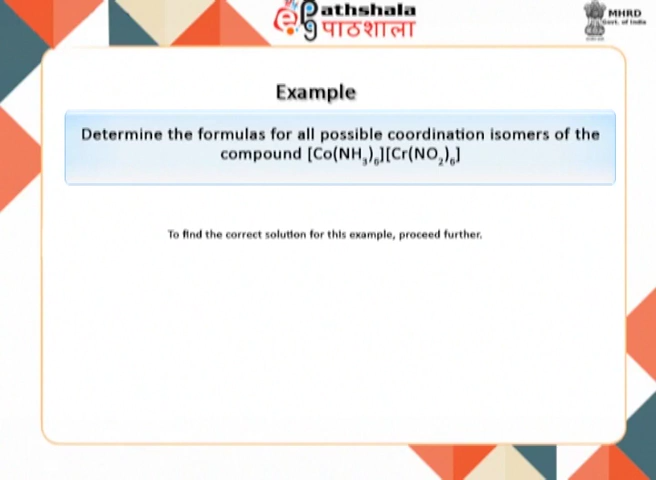 ePathshala
पाठशाला
MHRD
Govt. of India
Example
Determine the formulas for all possible coordination isomers of the
compound [Co(NH₃)₆][Cr(NO₂)₆]
To find the correct solution for this example, proceed further.